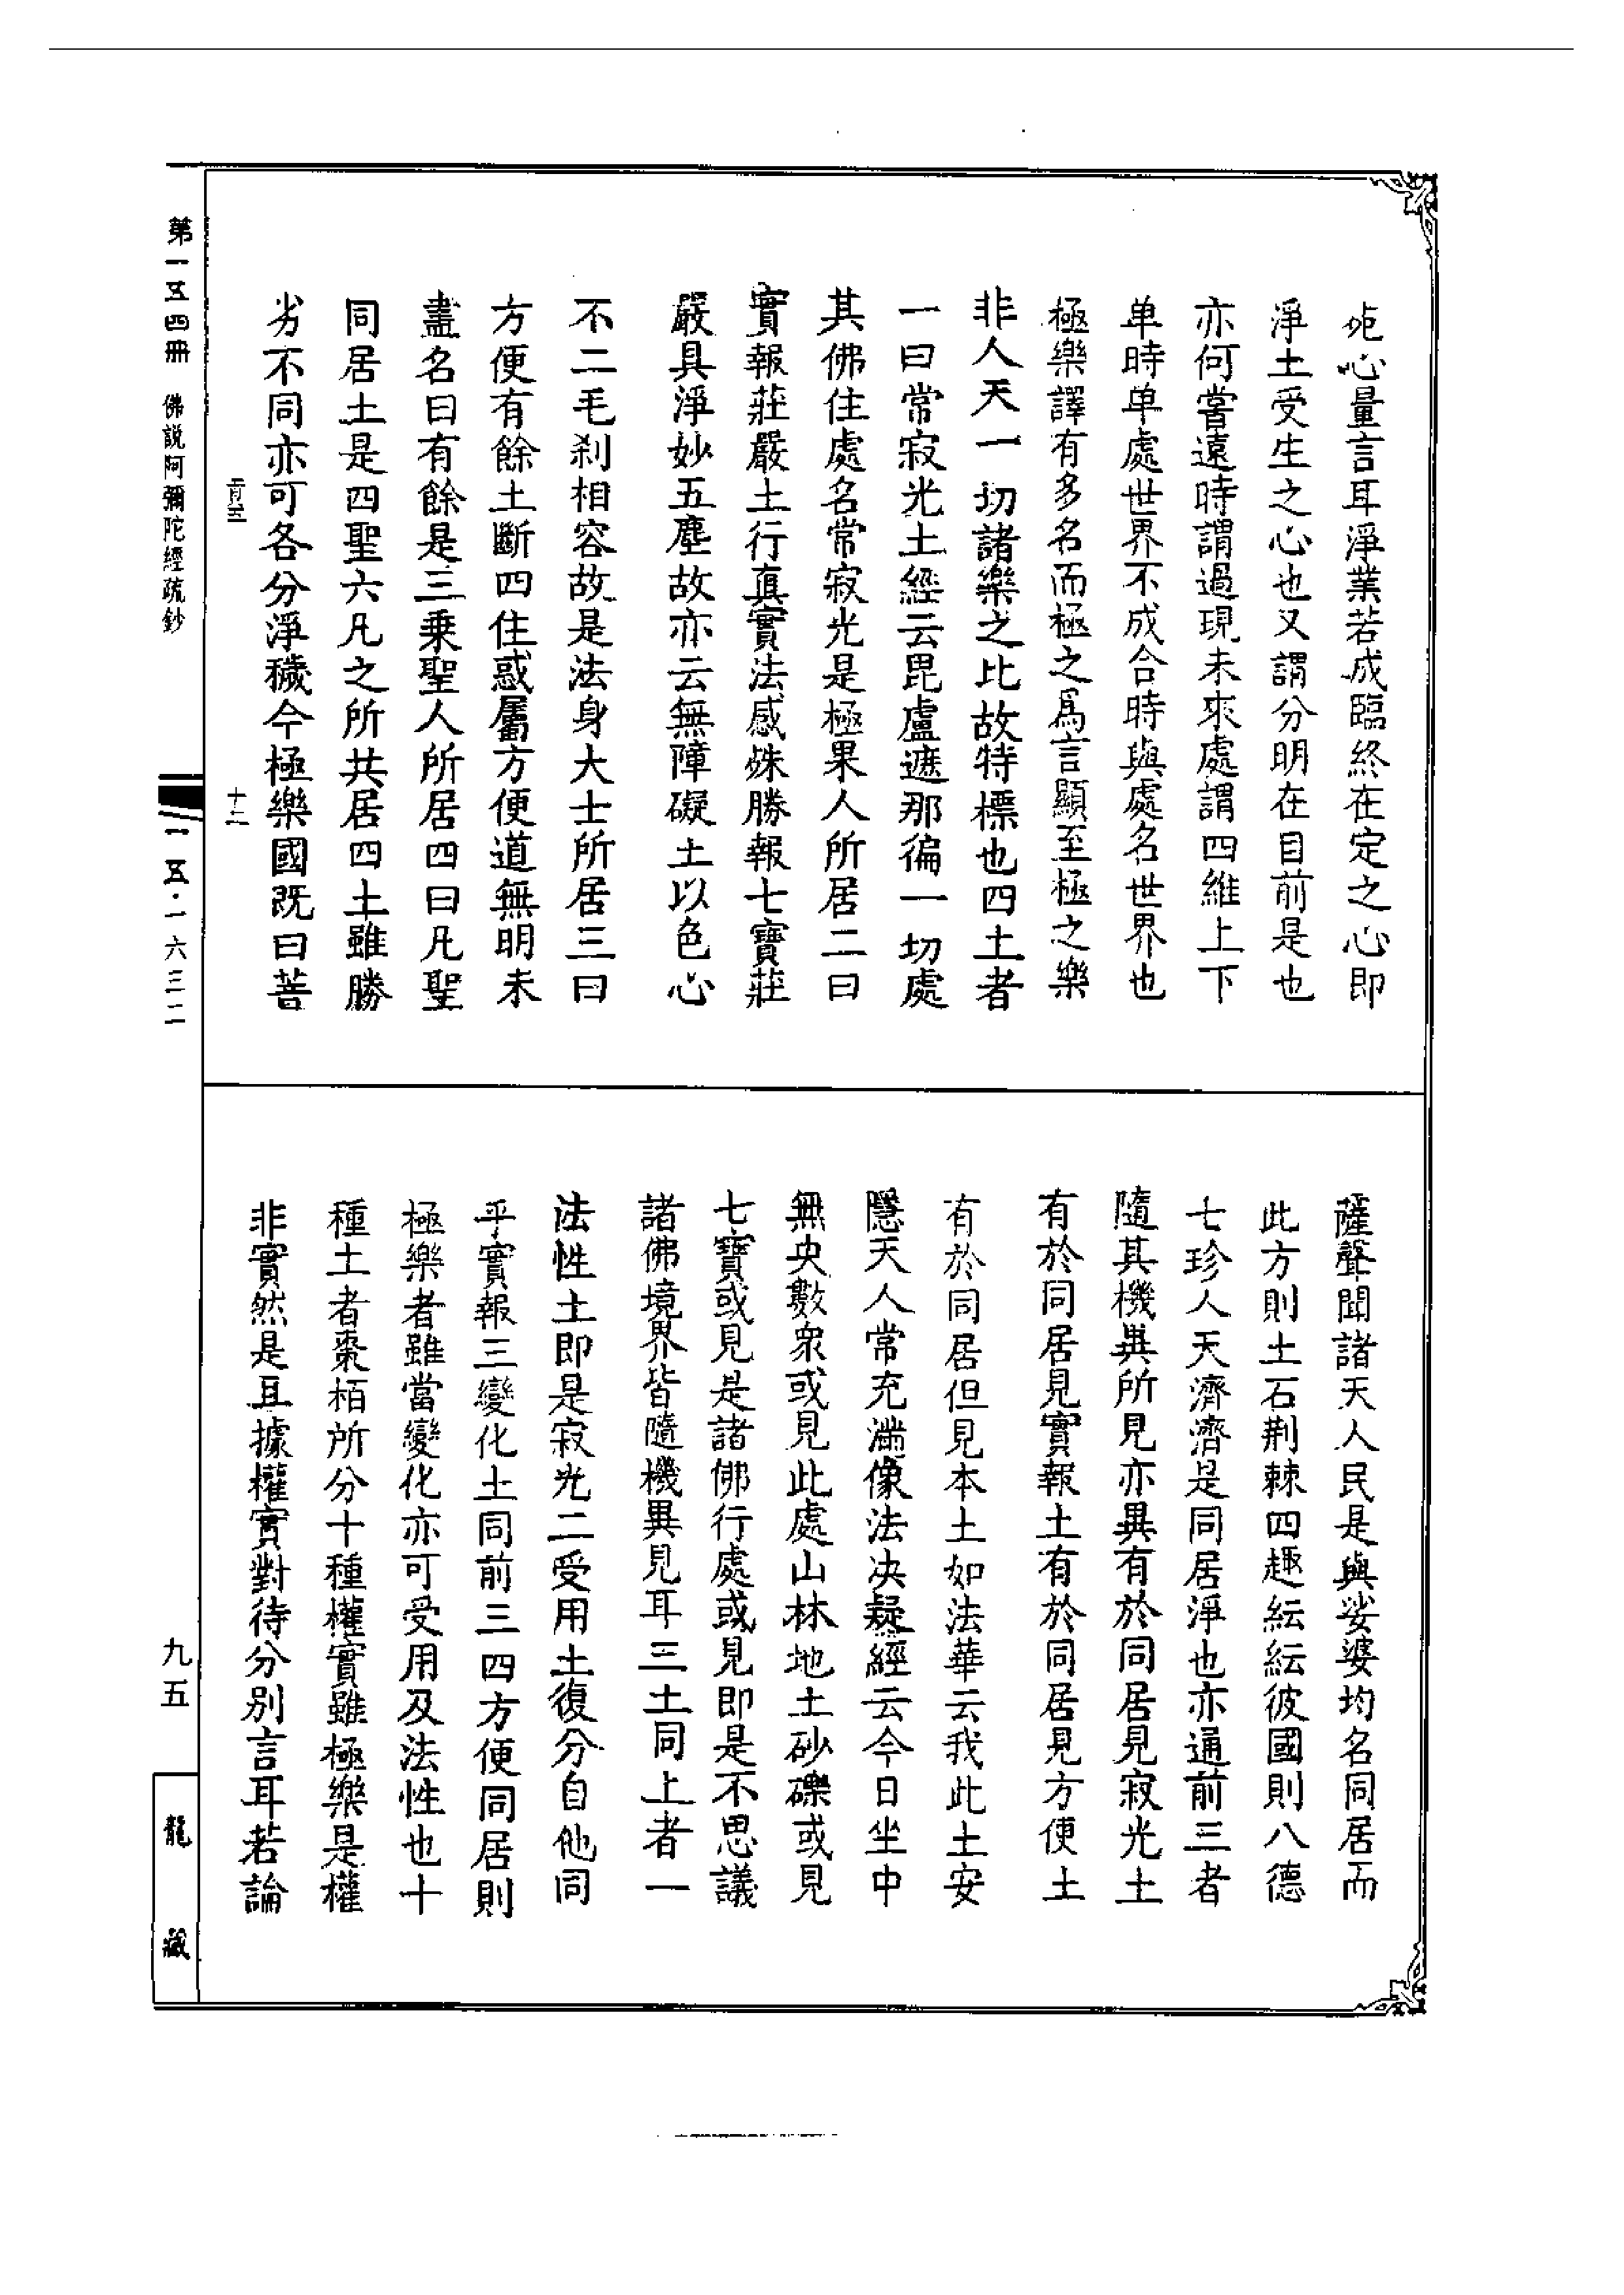 死心量言耳淨業若成臨終在定之心即
淨土受生之心也又謂分明在目前是也
亦何嘗遠時謂過現未來處謂四維上下
单時单處世界不成合時與處名世界也
極樂譯有多名而極之爲言顯至極之樂
非人天一切諸樂之比故特標也四土者
一曰常寂光土經云毘盧遮那徧一切處
其佛住處名常寂光是極果人所居二曰
實報莊嚴土行真實法感殊勝報七寶莊
嚴具淨妙五塵故亦云無障礙土以色心
不二毛刹相容故是法身大士所居三曰
方便有餘土斷四住惑屬方便道無明未
盡名曰有餘是三乗聖人所居四曰凡聖
同居土是四聖六凡之所共居四土雖勝
劣不同亦可各分淨穢今極樂國既曰菩
薩聲聞諸天人民是與娑婆均名同居而
此方則土石荆棘四趣紜紜彼國則八德
七珍人天濟濟是同居淨也亦通前三者
隨其機異所見亦異有於同居見寂光土
有於同居見實報土有於同居見方便土
有於同居但見本土如法華云我此土安
隱天人常充滿像法决疑經云今日坐中
無央數衆或見此處山林地土砂礫或見
七寶或見是諸佛行處或見即是不思議
諸佛境界皆隨機異見耳三土同上者一
法性土即是寂光二受用土復分自他同
乎實報三變化土同前三四方便同居則
極樂者雖當變化亦可受用及法性也十
種土者棗栢所分十種權實雖極樂是權
非實然是且據權實對待分別言耳若論
十二
第一五四冊 佛説阿彌陀經疏鈔
一五·一六三二
九五
龍藏